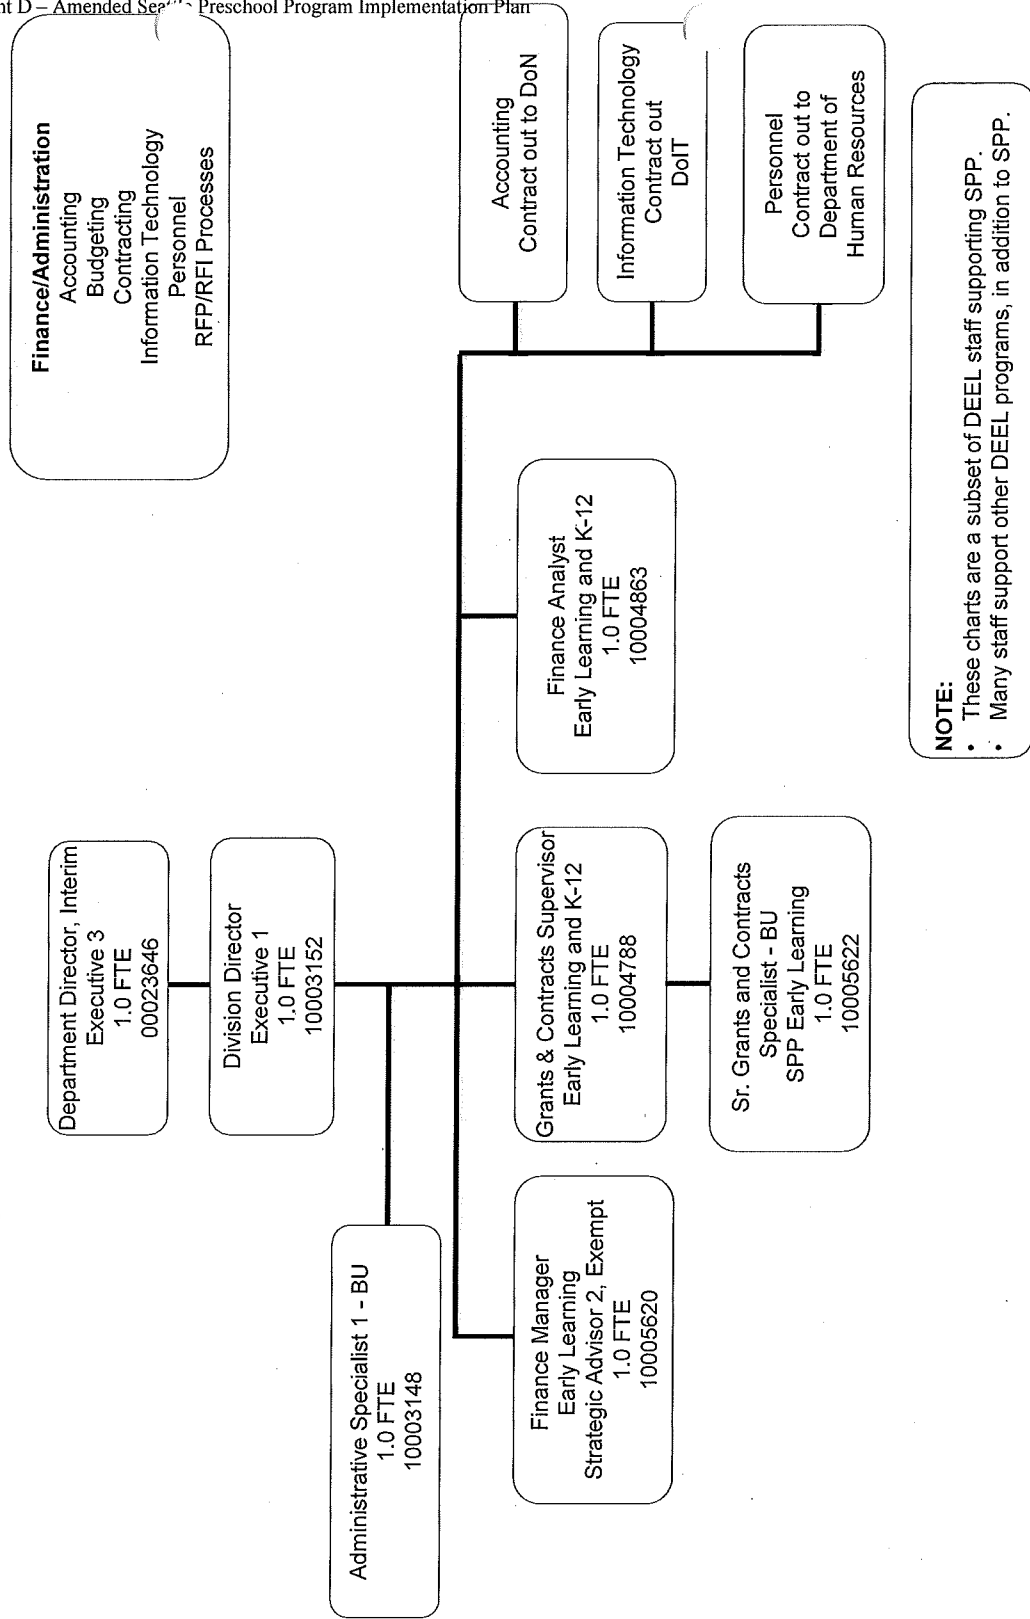 nt D – Amended Seattle Preschool Program Implementation Plan
Finance/Administration
Accounting
Budgeting
Contracting
Information Technology
Personnel
RFP/RFI Processes
Department Director, Interim
Executive 3
1.0 FTE
00023646
Division Director
Executive 1
1.0 FTE
10003152
Administrative Specialist 1 - BU
1.0 FTE
10003148
Finance Manager
Early Learning
Strategic Advisor 2, Exempt
1.0 FTE
10005620
Grants & Contracts Supervisor
Early Learning and K-12
1.0 FTE
10004788
Sr. Grants and Contracts
Specialist - BU
SPP Early Learning
1.0 FTE
10005622
Finance Analyst
Early Learning and K-12
1.0 FTE
10004863
Accounting
Contract out to DoN
Information Technology
Contract out
DoIT
Personnel
Contract out to
Department of
Human Resources
NOTE:
• These charts are a subset of DEEL staff supporting SPP.
• Many staff support other DEEL programs, in addition to SPP.